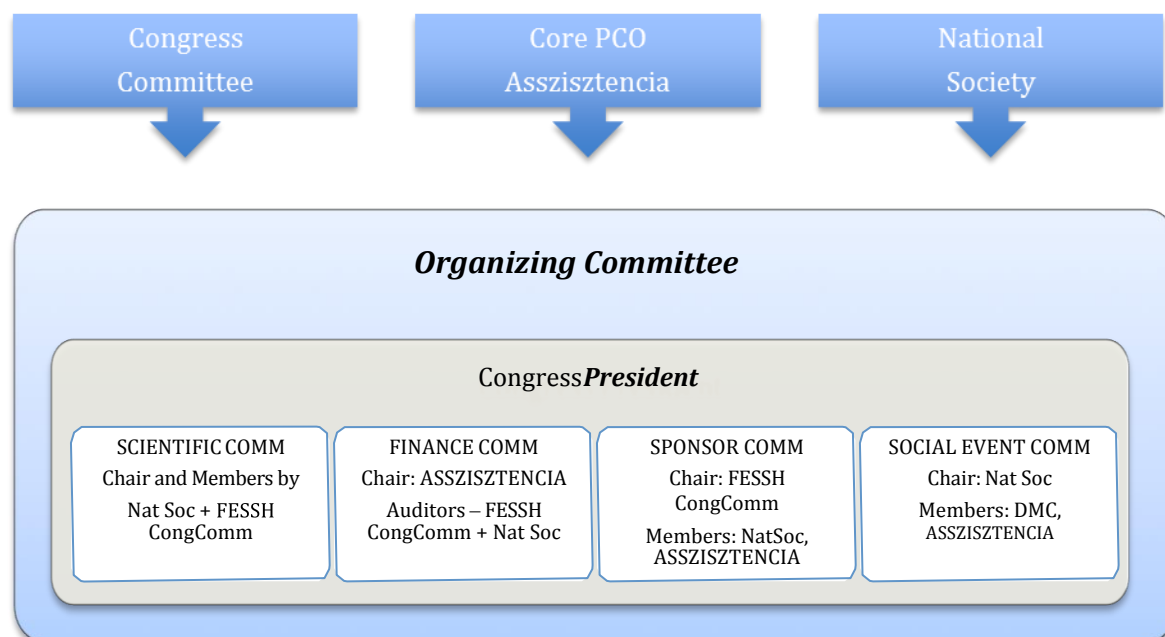 Congress
Committee
Core PCO
Asszisztencia
National
Society
Organizing Committee
CongressPresident
SCIENTIFIC COMM
Chair and Members by
Nat Soc + FESSH
CongComm
FINANCE COMM
Chair: ASSZISZTENCIA
Auditors – FESSH
CongComm + Nat Soc
SPONSOR COMM
Chair: FESSH
CongComm
Members: NatSoc,
ASSZISZTENCIA
SOCIAL EVENT COMM
Chair: Nat Soc
Members: DMC,
ASSZISZTENCIA